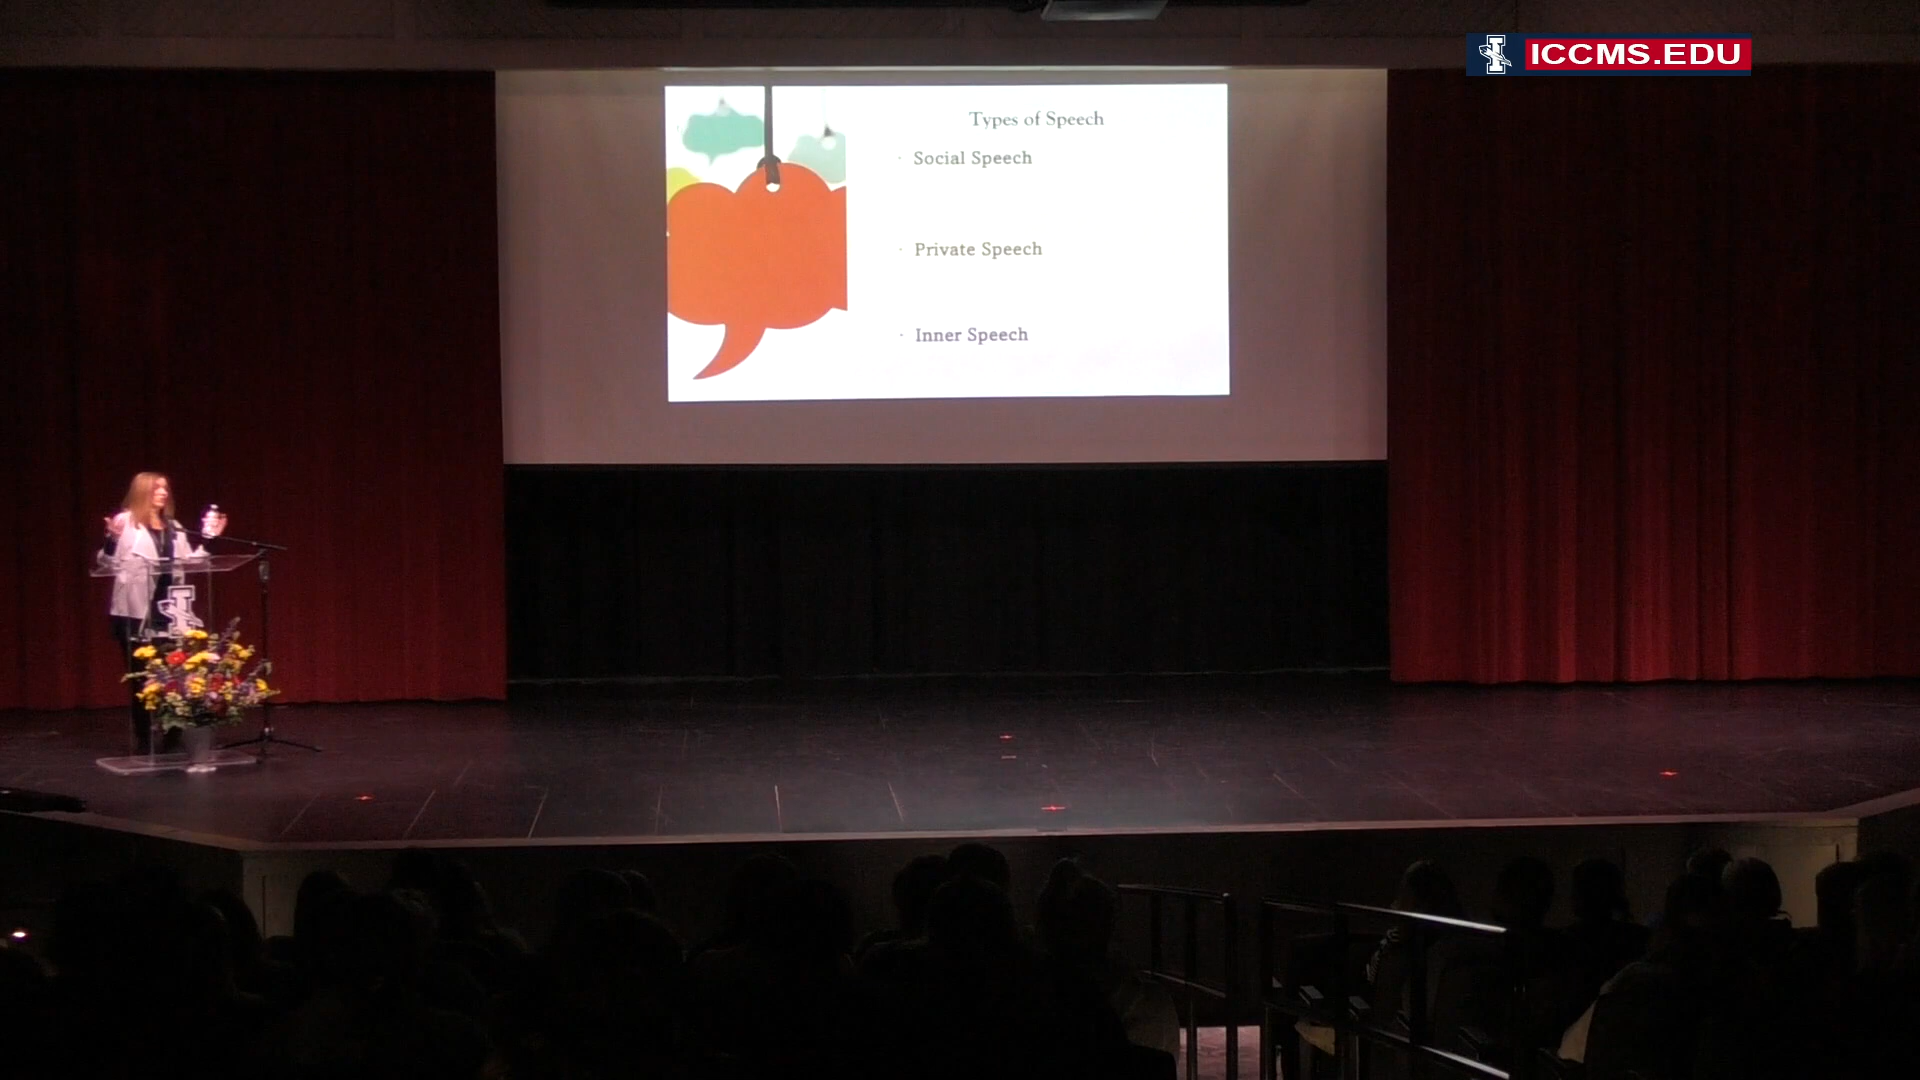 ICCMS.EDU
Types of Speech
· Social Speech
· Private Speech
· Inner Speech